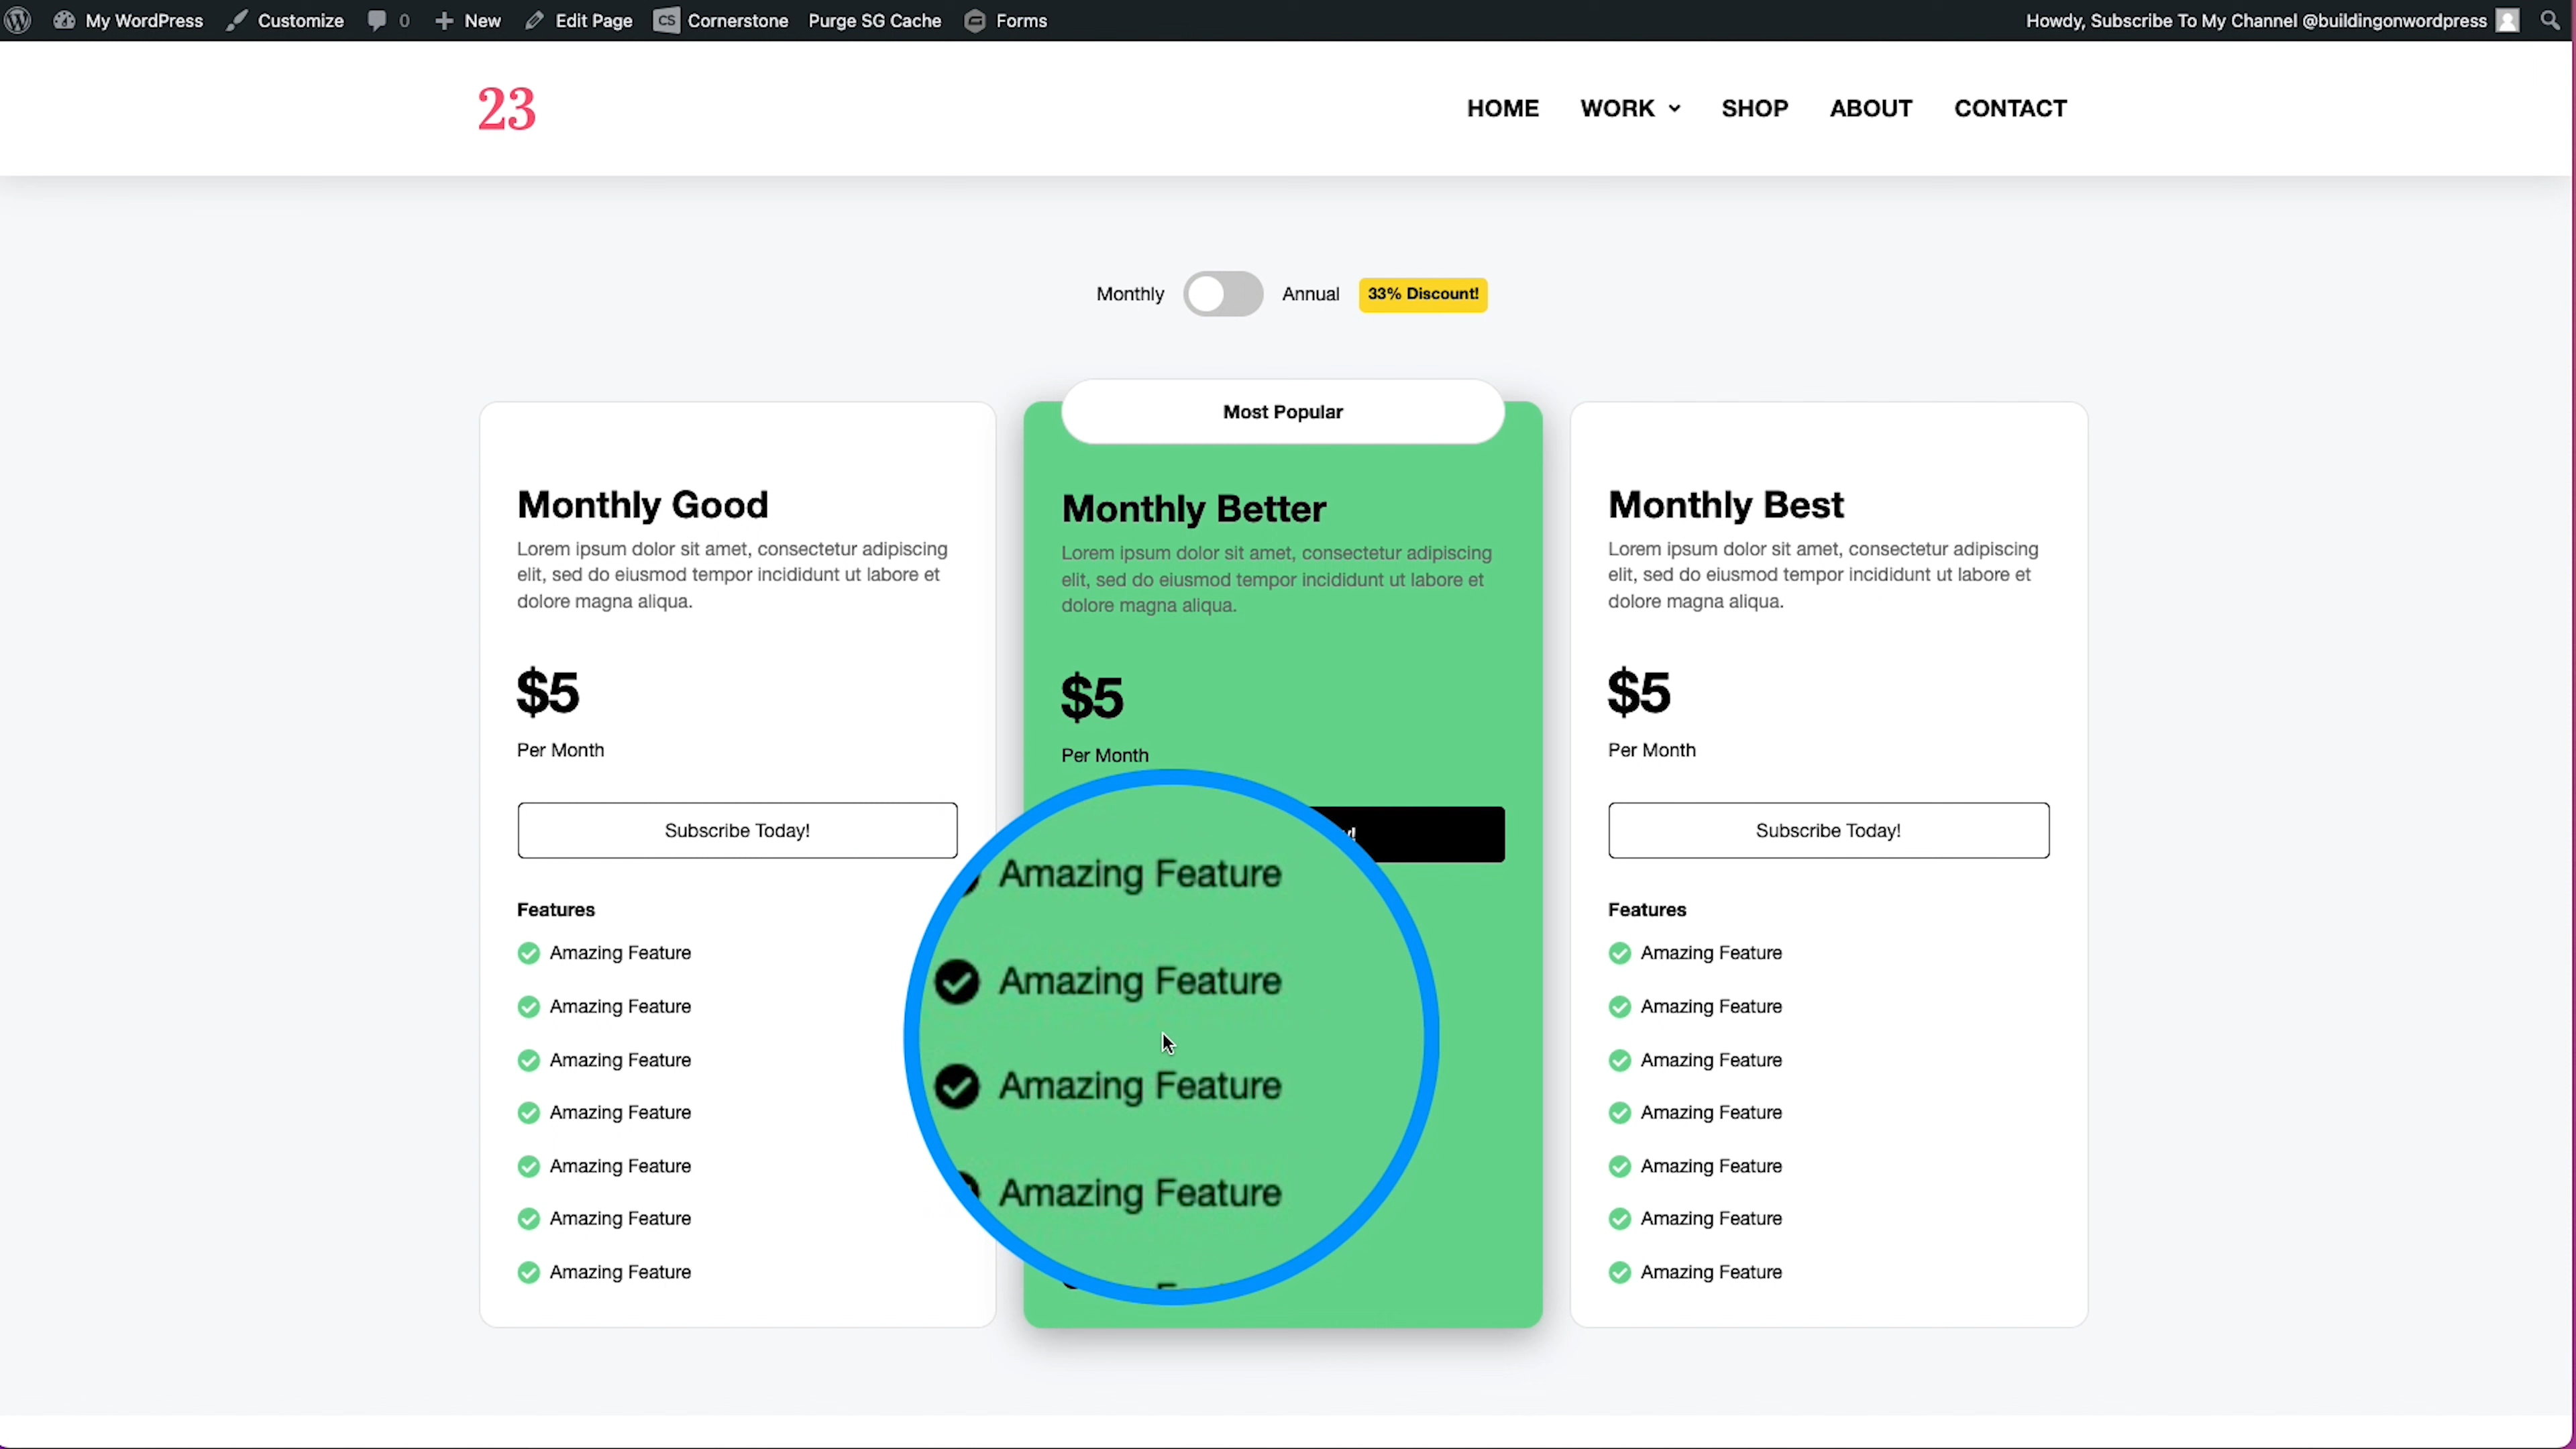 My WordPress Customize 0 New Edit Page CS Cornerstone Purge SG Cache Forms Howdy, Subscribe To My Channel @buildingonwordpress
23 HOME WORK SHOP ABOUT CONTACT
Monthly Annual 33% Discount!
Most Popular
Monthly Good
Lorem ipsum dolor sit amet, consectetur adipiscing
elit, sed do eiusmod tempor incididunt ut labore et
dolore magna aliqua.
$5
Per Month
Subscribe Today!
Features
Amazing Feature
Amazing Feature
Amazing Feature
Amazing Feature
Amazing Feature
Amazing Feature
Amazing Feature
Monthly Better
Lorem ipsum dolor sit amet, consectetur adipiscing
elit, sed do eiusmod tempor incididunt ut labore et
dolore magna aliqua.
$5
Per Month
Amazing Feature
Amazing Feature
Amazing Feature
Amazing Feature
Monthly Best
Lorem ipsum dolor sit amet, consectetur adipiscing
elit, sed do eiusmod tempor incididunt ut labore et
dolore magna aliqua.
$5
Per Month
Subscribe Today!
Features
Amazing Feature
Amazing Feature
Amazing Feature
Amazing Feature
Amazing Feature
Amazing Feature
Amazing Feature